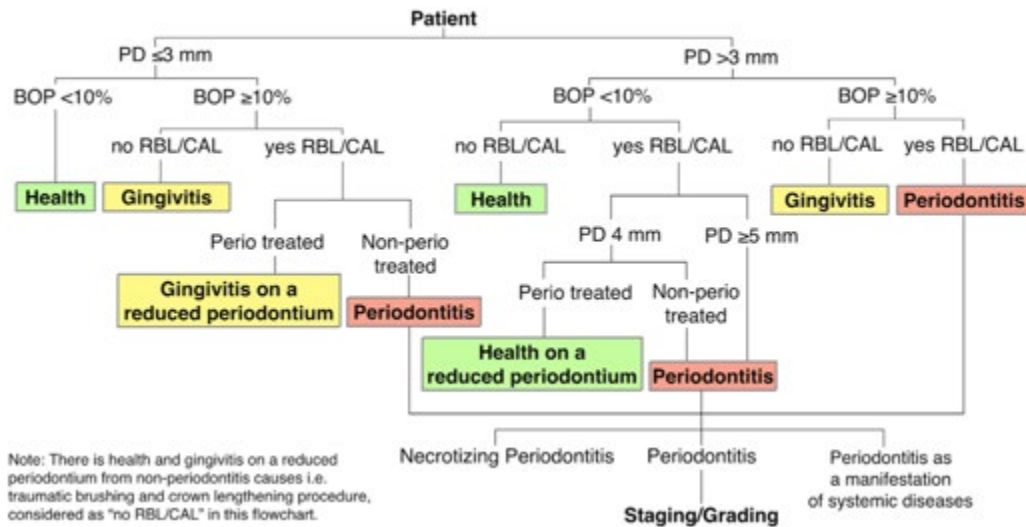 Patient
PD ≤3 mm
PD >3 mm
BOP <10%
BOP ≥10%
BOP <10%
BOP ≥10%
no RBL/CAL
yes RBL/CAL
no RBL/CAL
yes RBL/CAL
no RBL/CAL
yes RBL/CAL
Health
Gingivitis
Health
Gingivitis
Periodontitis
Perio treated
Non-perio
treated
PD 4 mm
PD ≥5 mm
Gingivitis on a
reduced periodontium
Periodontitis
Perio treated
Non-perio
treated
Health on a
reduced periodontium
Periodontitis
Necrotizing Periodontitis
Periodontitis
Periodontitis as
a manifestation
of systemic diseases
Staging/Grading
Note: There is health and gingivitis on a reduced
periodontium from non-periodontitis causes i.e.
traumatic brushing and crown lengthening procedure,
considered as "no RBL/CAL" in this flowchart.